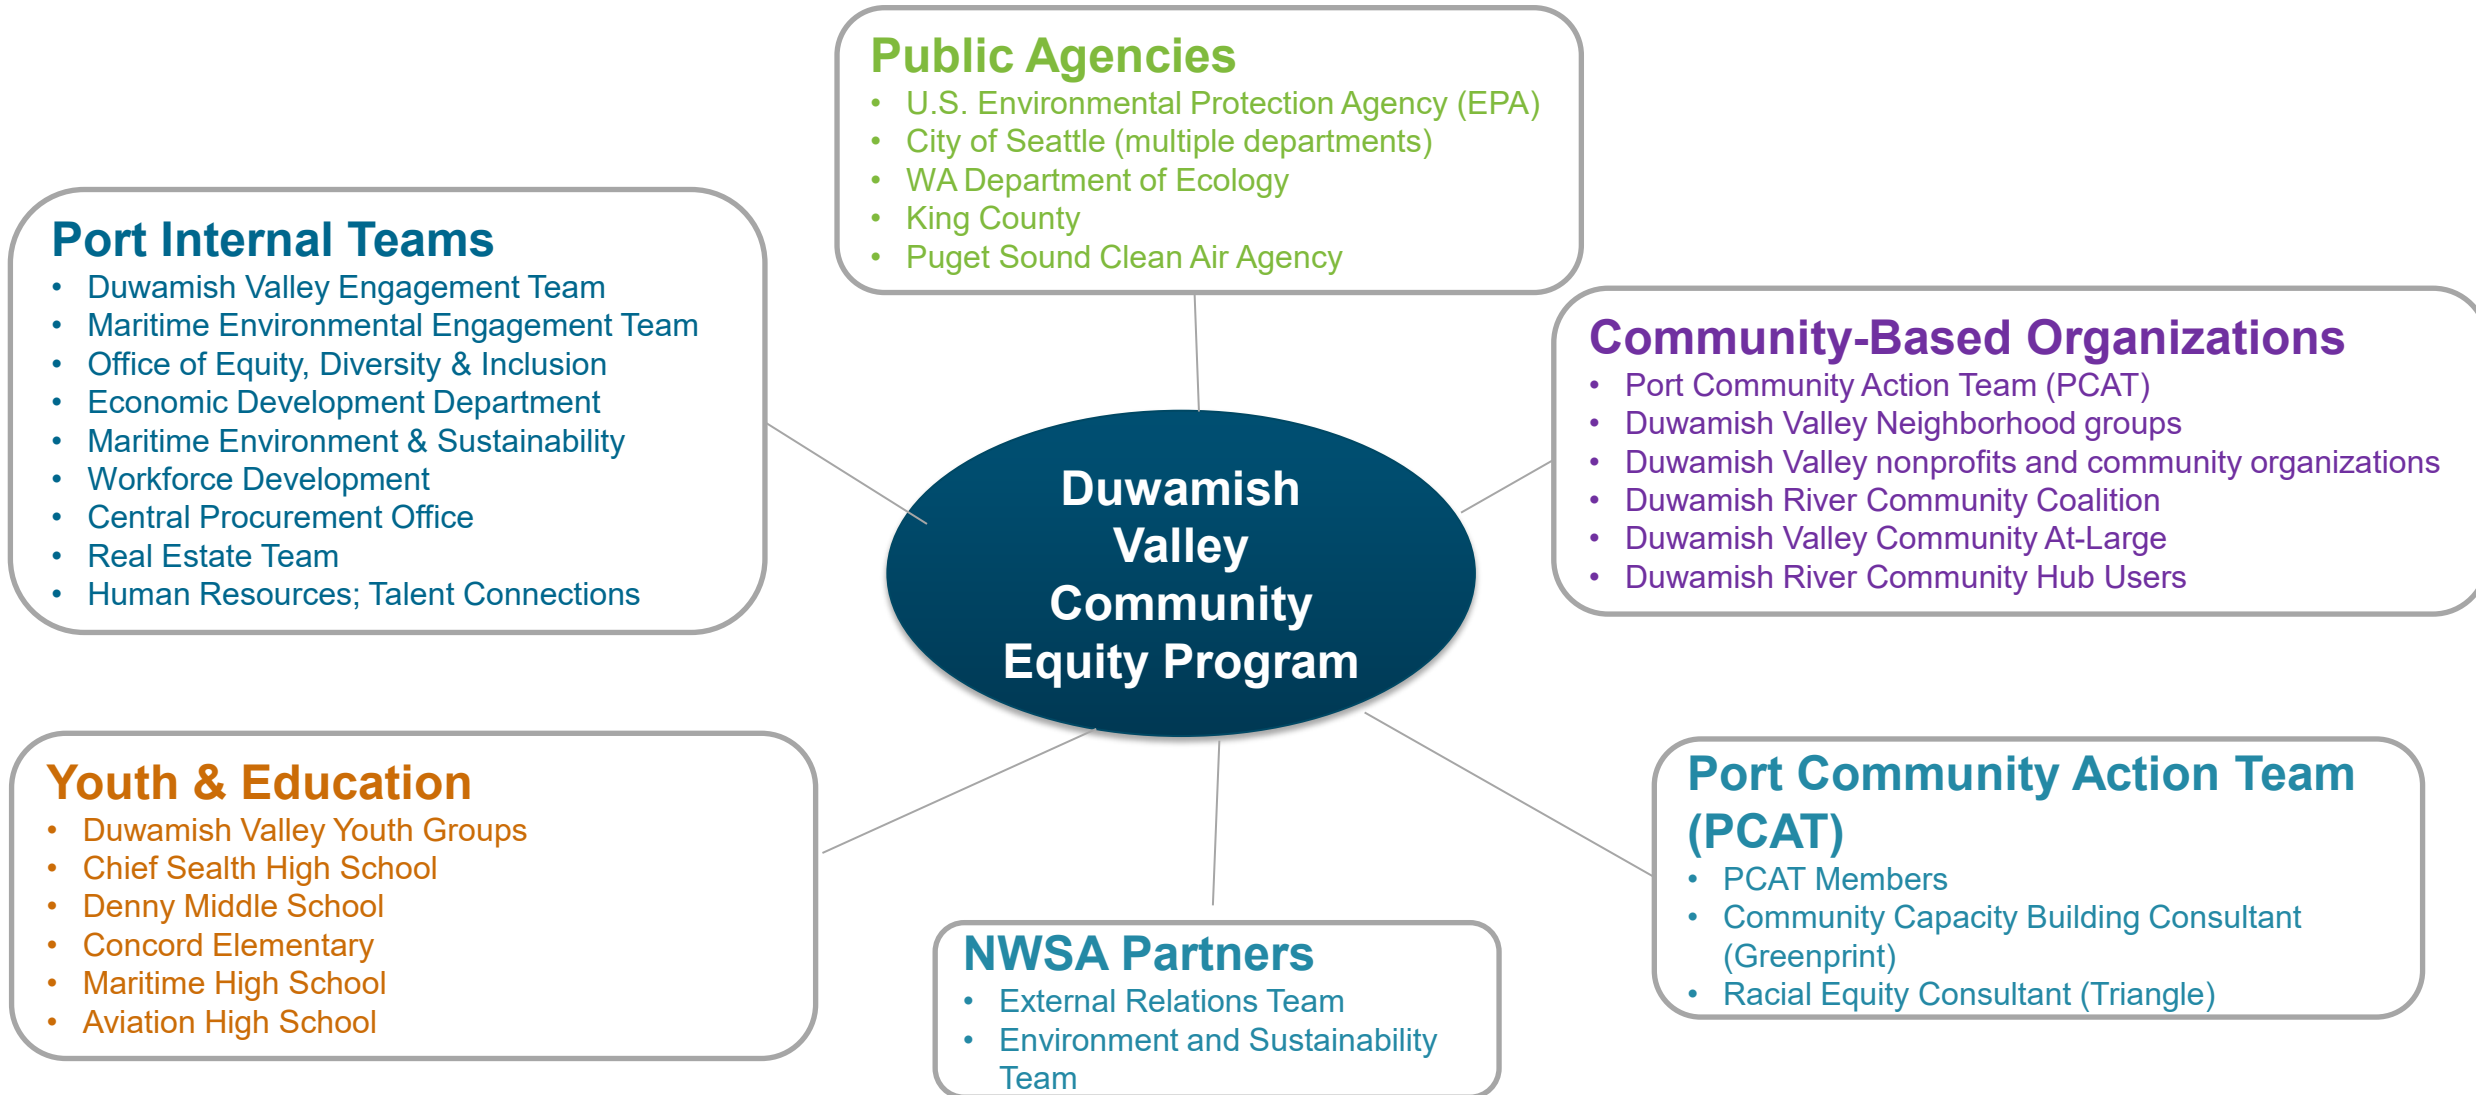 Public Agencies
• U.S. Environmental Protection Agency (EPA)
• City of Seattle (multiple departments)
• WA Department of Ecology
• King County
• Puget Sound Clean Air Agency
Port Internal Teams
• Duwamish Valley Engagement Team
• Maritime Environmental Engagement Team
• Office of Equity, Diversity & Inclusion
• Economic Development Department
• Maritime Environment & Sustainability
• Workforce Development
• Central Procurement Office
• Real Estate Team
• Human Resources; Talent Connections
Community-Based Organizations
• Port Community Action Team (PCAT)
• Duwamish Valley Neighborhood groups
• Duwamish Valley nonprofits and community organizations
• Duwamish River Community Coalition
• Duwamish Valley Community At-Large
• Duwamish River Community Hub Users
Duwamish
Valley
Community
Equity Program
Youth & Education
• Duwamish Valley Youth Groups
• Chief Sealth High School
• Denny Middle School
• Concord Elementary
• Maritime High School
• Aviation High School
NWSA Partners
• External Relations Team
• Environment and Sustainability
Team
Port Community Action Team
(PCAT)
• PCAT Members
• Community Capacity Building Consultant
(Greenprint)
• Racial Equity Consultant (Triangle)